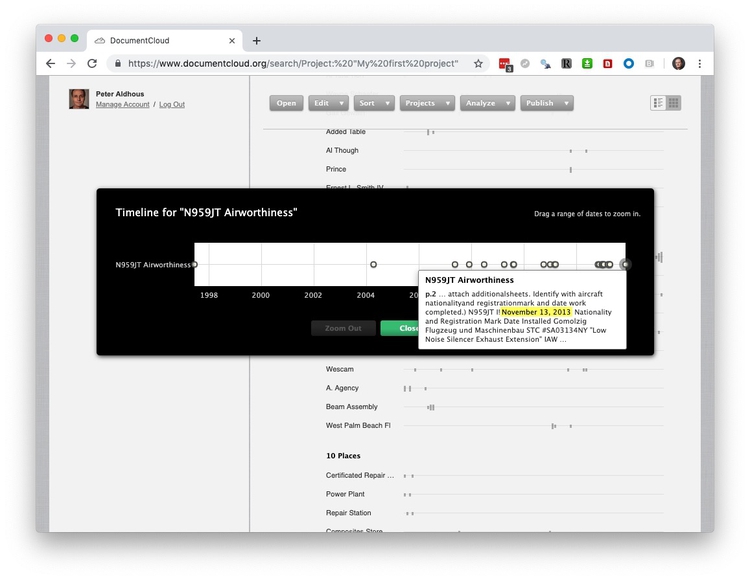 DocumentCloud
https://www.documentcloud.org/search/Project:%20"My%20first%20project"
3
Peter Aldhous
Manage Account / Log Out
Open
Edit
Sort
Projects
Analyze
Publish
Added Table
Al Though
Prince
Ernest L. Smith IV
Timeline for "N959JT Airworthiness"
Drag a range of dates to zoom in.
N959JT Airworthiness
1998
2000
2002
2004
Zoom Out
Close
N959JT Airworthiness
p.2 ... attach additionalsheets. Identify with aircraft
nationalityand registrationmark and date work
completed.) N959JT I! November 13, 2013 Nationality
and Registration Mark Date Installed Gomolzig
Flugzeug und Maschinenbau STC #SA03134NY "Low
Noise Silencer Exhaust Extension" IAW ...
Wescam
A. Agency
Beam Assembly
West Palm Beach Fl
10 Places
Certificated Repair ...
Power Plant
Repair Station
Composites Store